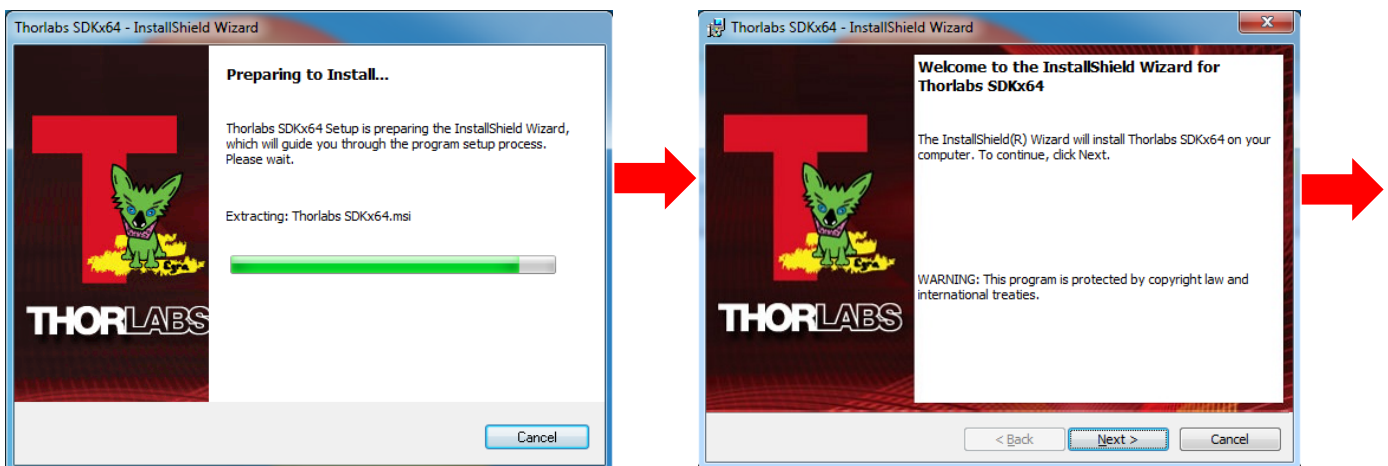 Thorlabs SDKx64 - InstallShield Wizard
Preparing to Install...
Thorlabs SDKx64 Setup is preparing the InstallShield Wizard,
which will guide you through the program setup process.
Please wait.
Extracting: Thorlabs SDKx64.msi
THORLABS
Cancel
Thorlabs SDKx64 - InstallShield Wizard
Welcome to the InstallShield Wizard for
Thorlabs SDKx64
The InstallShield(R) Wizard will install Thorlabs SDKx64 on your
computer. To continue, click Next.
WARNING: This program is protected by copyright law and
international treaties.
THORLABS
< Back
Next >
Cancel